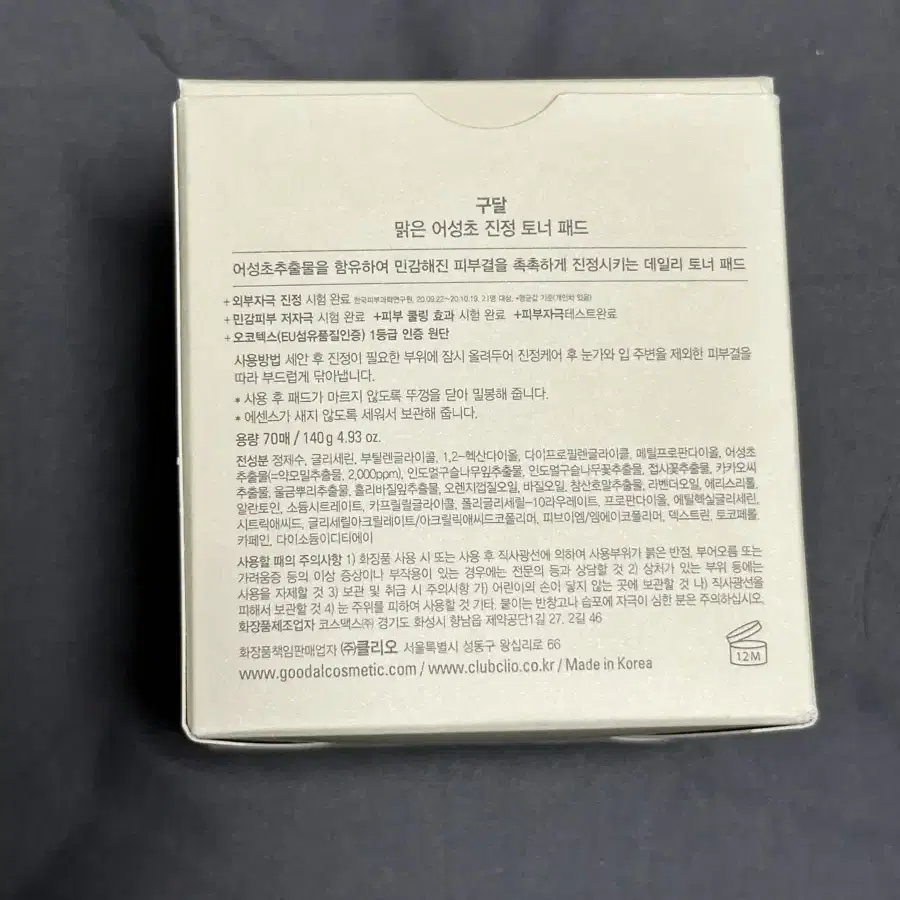 구달
맑은 어성초 진정 토너 패드
어성초추출물을 함유하여 민감해진 피부결을 촉촉하게 진정시키는 데일리 토너 패드
+외부자극 진정 시험 완료 한국피부과학연구원, 20.09.22~20.10.19, 21명 대상, *평균값 기준(개인차 있음)
+민감피부 저자극 시험 완료 +피부 쿨링 효과 시험 완료 +피부자극테스트완료
+오코텍스(EU섬유품질인증) 1등급 인증 원단
사용방법 세안 후 진정이 필요한 부위에 잠시 올려두어 진정케어 후 눈가와 입 주변을 제외한 피부결을
따라 부드럽게 닦아냅니다.
* 사용 후 패드가 마르지 않도록 뚜껑을 닫아 밀봉해 줍니다.
* 에센스가 새지 않도록 세워서 보관해 줍니다.
용량 70매 / 140g 4.93 oz.
전성분 정제수, 글리세린, 부틸렌글라이콜, 1,2-헥산다이올, 다이프로필렌글라이콜, 메틸프로판다이올, 어성초
추출물(=약모밀추출물, 2,000ppm), 인도멀구슬나무잎추출물, 인도멀구슬나무꽃추출물, 접시꽃추출물, 카카오씨
추출물, 울금뿌리추출물, 홀리바질잎추출물, 오렌지껍질오일, 바질오일, 참산호말추출물, 라벤더오일, 에리스리톨,
알란토인, 소듐시트레이트, 카프릴릴글라이콜, 폴리글리세릴-10라우레이트, 프로판다이올, 에틸헥실글리세린,
시트릭애씨드, 글리세릴아크릴레이트/아크릴릭애씨드코폴리머, 피브이엠/엠에이코폴리머, 덱스트린, 토코페롤,
카페인, 다이소듐이디티에이
사용할 때의 주의사항 1) 화장품 사용 시 또는 사용 후 직사광선에 의하여 사용부위가 붉은 반점, 부어오름 또는
가려움증 등의 이상 증상이나 부작용이 있는 경우에는 전문의 등과 상담할 것 2) 상처가 있는 부위 등에는
사용을 자제할 것 3) 보관 및 취급 시 주의사항 가) 어린이의 손이 닿지 않는 곳에 보관할 것 나) 직사광선을
피해서 보관할 것 4) 눈 주위를 피하여 사용할 것 기타. 붙이는 반창고나 습포에 자극이 심한 분은 주의하십시오.
화장품제조업자 코스맥스㈜ 경기도 화성시 향남읍 제약공단1길 27, 2길 46
화장품책임판매업자 ㈜클리오 서울특별시 성동구 왕십리로 66
www.goodalcosmetic.com / www.clubclio.co.kr / Made in Korea
12M